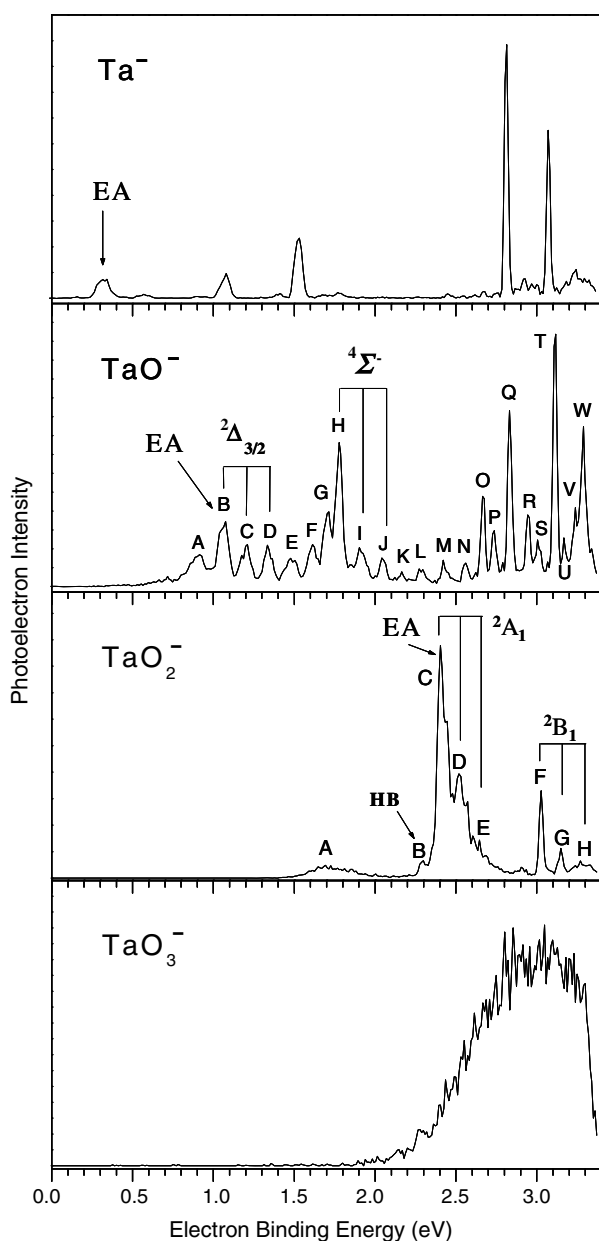 Photoelectron Intensity
Ta⁻
EA
TaO⁻
EA
²Δ₃/₂
⁴Σ⁻
A B C D E F G H I J K L M N O P Q R S T U V W
TaO₂⁻
EA
²A₁
²B₁
HB
A B C D E F G H
TaO₃⁻
0.0 0.5 1.0 1.5 2.0 2.5 3.0
Electron Binding Energy (eV)